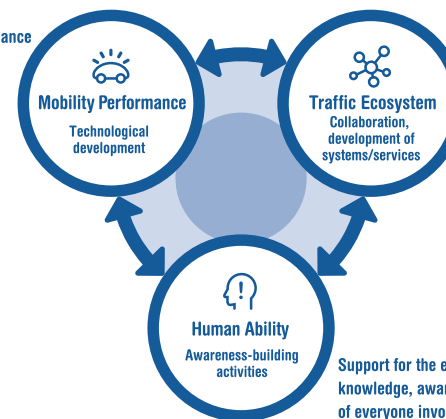 ance
Mobility Performance
Technological
development
Traffic Ecosystem
Collaboration,
development of
systems/services
Human Ability
Awareness-building
activities
Support for the e
knowledge, awar
of everyone invo